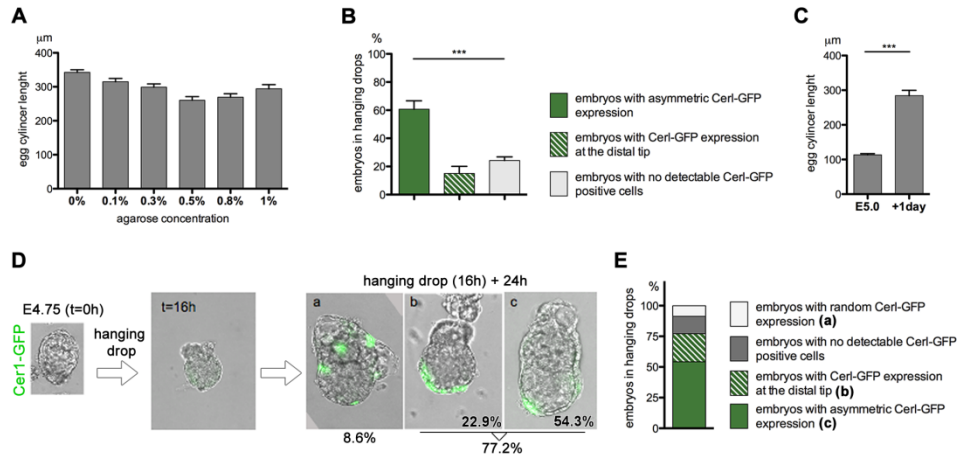 A
μm
400
300
200
100
0
egg cylincer lenght
0% 0.1% 0.3% 0.5% 0.8% 1%
agarose concentration
B
%
100
80
60
40
20
0
embryos in hanging drops
***
embryos with asymmetric Cerl-GFP
expression
embryos with Cerl-GFP expression
at the distal tip
embryos with no detectable Cerl-GFP
positive cells
C
μm
400
300
200
100
0
egg cylincer lenght
***
E5.0 +1day
D
Cer1-GFP
E4.75 (t=0h)
hanging
drop
t=16h
hanging drop (16h) + 24h
a
b
c
8.6%
22.9%
54.3%
77.2%
E
%
100
75
50
25
0
embryos in hanging drops
embryos with random Cerl-GFP
expression (a)
embryos with no detectable Cerl-GFP
positive cells
embryos with Cerl-GFP expression
at the distal tip (b)
embryos with asymmetric Cerl-GFP
expression (c)